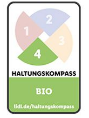 1
2
3
4
HALTUNGSKOMPASS
BIO
lidl.de/haltungskompass